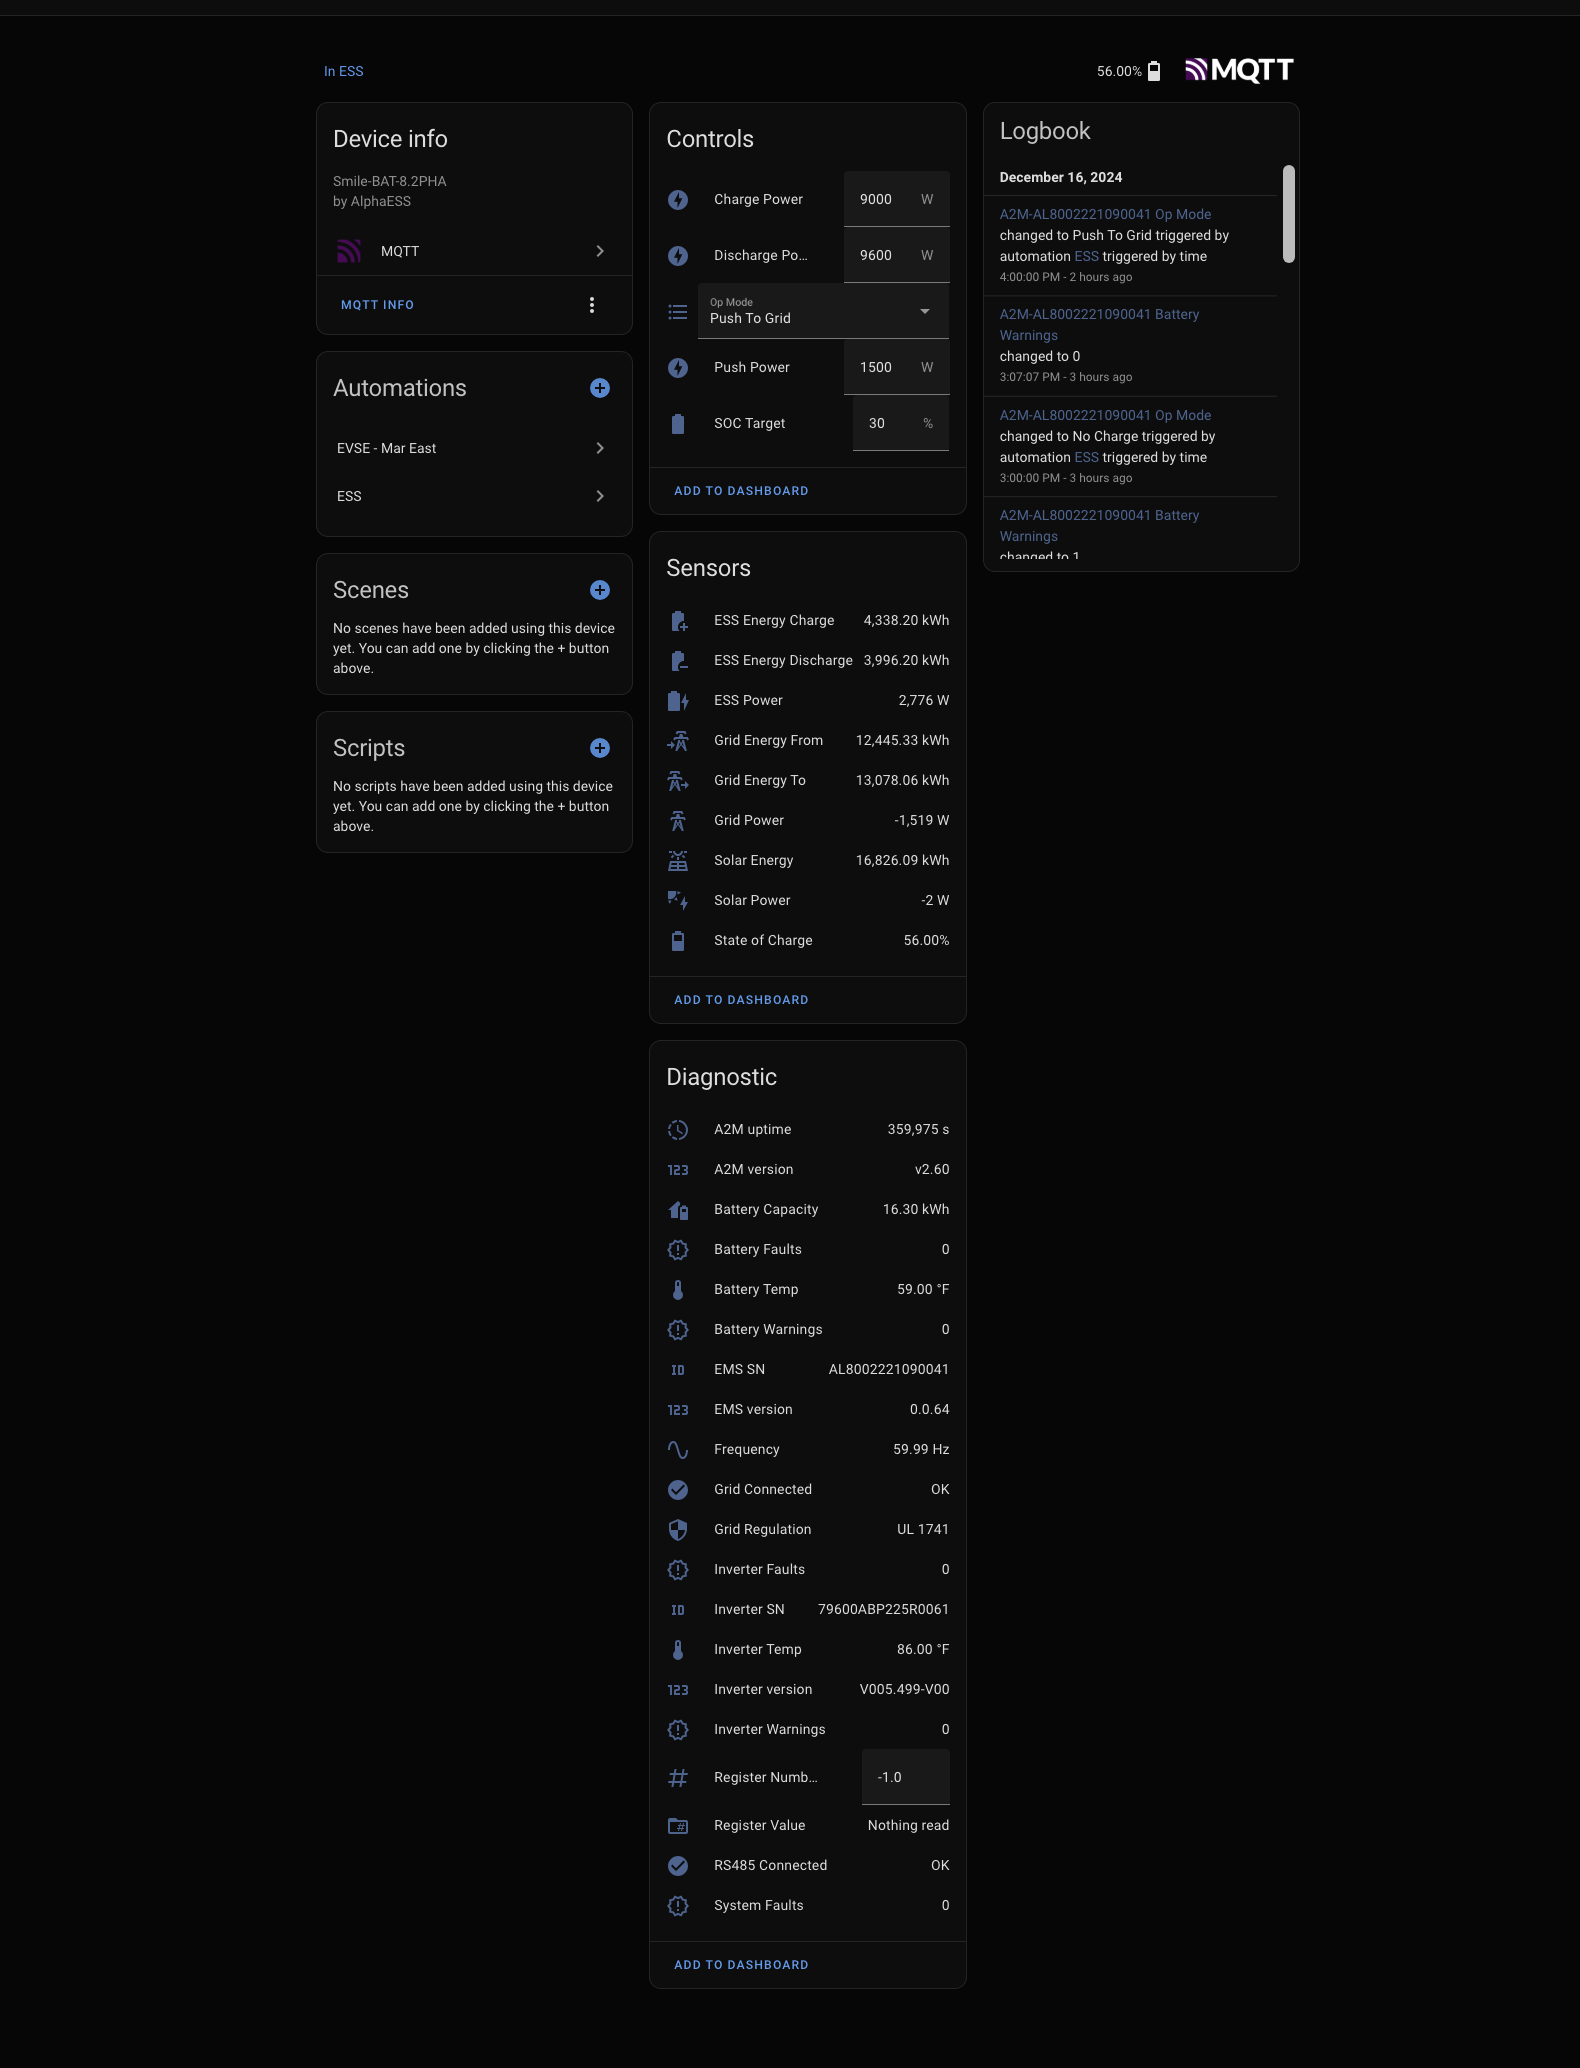 In ESS
56.00%
MQTT
Device info
Smile-BAT-8.2PHA
by AlphaESS
MQTT
MQTT INFO
Automations
EVSE - Mar East
ESS
Scenes
No scenes have been added using this device
yet. You can add one by clicking the + button
above.
Scripts
No scripts have been added using this device
yet. You can add one by clicking the + button
above.
Controls
Charge Power 9000 W
Discharge Po... 9600 W
Op Mode
Push To Grid
Push Power 1500 W
SOC Target 30 %
ADD TO DASHBOARD
Sensors
ESS Energy Charge 4,338.20 kWh
ESS Energy Discharge 3,996.20 kWh
ESS Power 2,776 W
Grid Energy From 12,445.33 kWh
Grid Energy To 13,078.06 kWh
Grid Power -1,519 W
Solar Energy 16,826.09 kWh
Solar Power -2 W
State of Charge 56.00%
ADD TO DASHBOARD
Diagnostic
A2M uptime 359,975 s
123 A2M version v2.60
Battery Capacity 16.30 kWh
Battery Faults 0
Battery Temp 59.00 °F
Battery Warnings 0
ID EMS SN AL8002221090041
123 EMS version 0.0.64
Frequency 59.99 Hz
Grid Connected OK
Grid Regulation UL 1741
Inverter Faults 0
ID Inverter SN 79600ABP225R0061
Inverter Temp 86.00 °F
123 Inverter version V005.499-V00
Inverter Warnings 0
# Register Numb... -1.0
# Register Value Nothing read
RS485 Connected OK
System Faults 0
ADD TO DASHBOARD
Logbook
December 16, 2024
A2M-AL8002221090041 Op Mode
changed to Push To Grid triggered by
automation ESS triggered by time
4:00:00 PM - 2 hours ago
A2M-AL8002221090041 Battery
Warnings
changed to 0
3:07:07 PM - 3 hours ago
A2M-AL8002221090041 Op Mode
changed to No Charge triggered by
automation ESS triggered by time
3:00:00 PM - 3 hours ago
A2M-AL8002221090041 Battery
Warnings
changed to 1